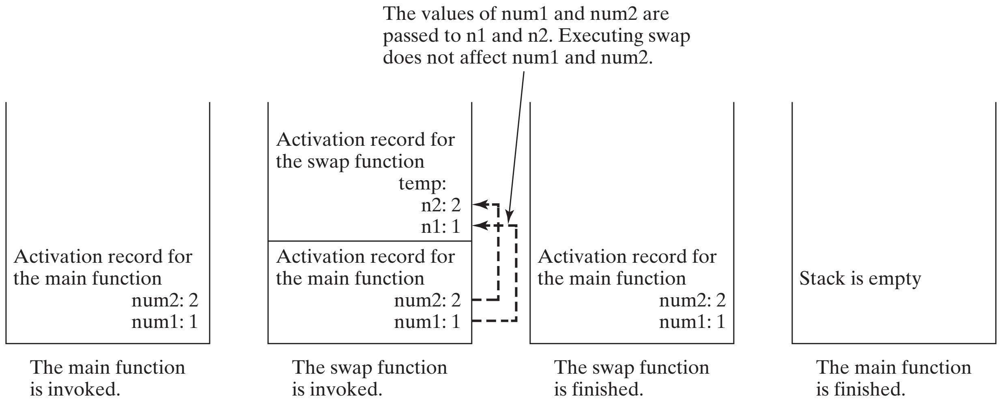 The values of num1 and num2 are
passed to n1 and n2. Executing swap
does not affect num1 and num2.
Activation record for
the main function
num2: 2
num1: 1
The main function
is invoked.
Activation record for
the swap function
temp:
n2: 2
n1: 1
Activation record for
the main function
num2: 2
num1: 1
The swap function
is invoked.
Activation record for
the main function
num2: 2
num1: 1
The swap function
is finished.
Stack is empty
The main function
is finished.